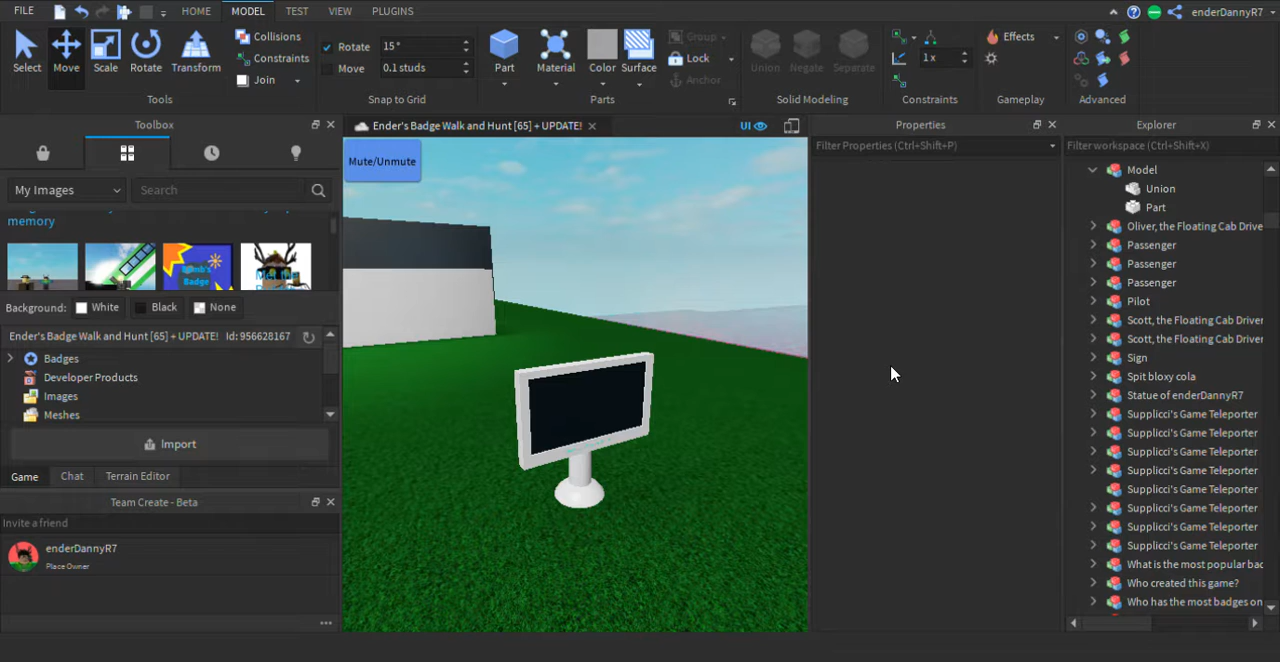 FILE
HOME
MODEL
TEST
VIEW
PLUGINS
enderDannyR7
Select
Move
Scale
Rotate
Transform
Collisions
Constraints
Join
Tools
Rotate 15°
Move 0.1 studs
Snap to Grid
Part
Material
Color
Surface
Group
Lock
Anchor
Parts
Union
Negate
Separate
Solid Modeling
1x
Constraints
Effects
Gameplay
Advanced
Toolbox
My Images
Search
memory
Badge
Background:
White
Black
None
Ender's Badge Walk and Hunt [65] + UPDATE! Id: 956628167
Badges
Developer Products
Images
Meshes
Import
Game
Chat
Terrain Editor
Team Create - Beta
Invite a friend
enderDannyR7
Place Owner
Ender's Badge Walk and Hunt [65] + UPDATE!
UI
Mute/Unmute
Properties
Filter Properties (Ctrl+Shift+P)
Explorer
Filter workspace (Ctrl+Shift+X)
Model
Union
Part
Oliver, the Floating Cab Drive
Passenger
Passenger
Passenger
Pilot
Scott, the Floating Cab Driver
Scott, the Floating Cab Driver
Sign
Spit bloxy cola
Statue of enderDannyR7
Supplicci's Game Teleporter
Supplicci's Game Teleporter
Supplicci's Game Teleporter
Supplicci's Game Teleporter
Supplicci's Game Teleporter
Supplicci's Game Teleporter
Supplicci's Game Teleporter
Supplicci's Game Teleporter
What is the most popular bad
Who created this game?
Who has the most badges on